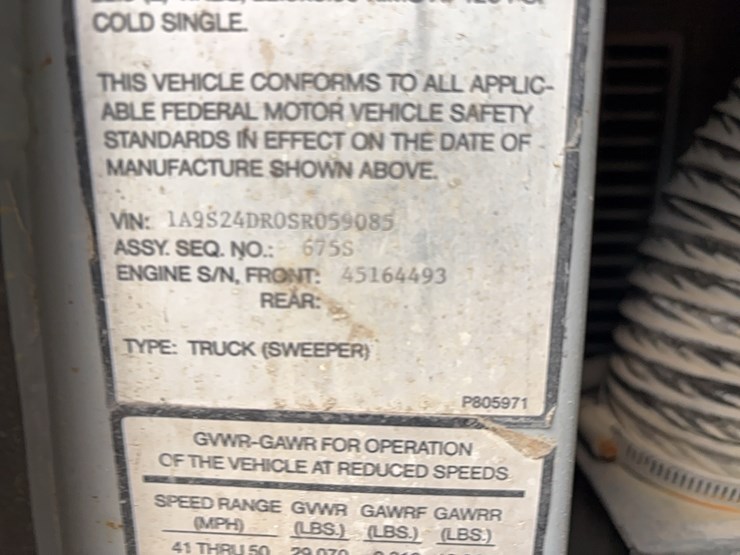 COLD SINGLE.
THIS VEHICLE CONFORMS TO ALL APPLIC-
ABLE FEDERAL MOTOR VEHICLE SAFETY
STANDARDS IN EFFECT ON THE DATE OF
MANUFACTURE SHOWN ABOVE.
VIN: 1A9S24DR0SR059085
ASSY. SEQ. NO.: 675S
ENGINE S/N, FRONT: 45164493
REAR:
TYPE: TRUCK (SWEEPER)
P805971
GVWR-GAWR FOR OPERATION
OF THE VEHICLE AT REDUCED SPEEDS
SPEED RANGE GVWR GAWRF GAWRR
(MPH) (LBS.) (LBS.) (LBS.)
41 THRU 50 29,070